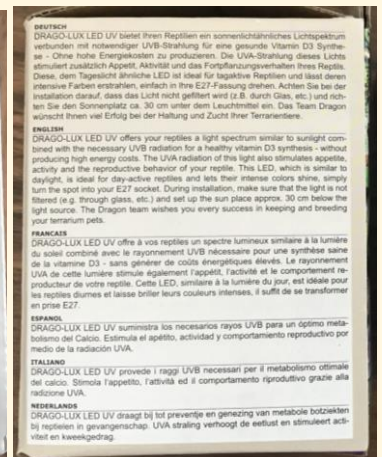 DEUTSCH
DRAGO-LUX LED UV bietet Ihren Reptilien ein sonnenlichtähnliches Lichtspektrum
verbunden mit notwendiger UVB-Strahlung für eine gesunde Vitamin D3 Synthe-
se - Ohne hohe Energiekosten zu produzieren. Die UVA-Strahlung dieses Lichts
stimuliert zusätzlich Appetit, Aktivität und das Fortpflanzungsverhalten Ihres Reptils.
Diese, dem Tageslicht ähnliche LED ist ideal für tagaktive Reptilien und lässt deren
intensive Farben erstrahlen, einfach in Ihre E27-Fassung drehen. Achten Sie bei der
Installation darauf, dass das Licht nicht gefiltert wird (z.B. durch Glas, etc.) und rich-
ten Sie den Sonnenplatz ca. 30 cm unter dem Leuchtmittel ein. Das Team Dragon
wünscht Ihnen viel Erfolg bei der Haltung und Zucht Ihrer Terrarientiere.
ENGLISH
DRAGO-LUX LED UV offers your reptiles a light spectrum similar to sunlight com-
bined with the necessary UVB radiation for a healthy vitamin D3 synthesis - without
producing high energy costs. The UVA radiation of this light also stimulates appetite,
activity and the reproductive behavior of your reptile. This LED, which is similar to
daylight, is ideal for day-active reptiles and lets their intense colors shine, simply
turn the spot into your E27 socket. During installation, make sure that the light is not
filtered (e.g. through glass, etc.) and set up the sun place approx. 30 cm below the
light source. The Dragon team wishes you every success in keeping and breeding
your terrarium pets.
FRANCAIS
DRAGO-LUX LED UV offre à vos reptiles un spectre lumineux similaire à la lumière
du soleil combiné avec le rayonnement UVB nécessaire pour une synthèse saine
de la vitamine D3 - sans générer de coûts énergétiques élevés. Le rayonnement
UVA de cette lumière stimule également l'appétit, l'activité et le comportement re-
producteur de votre reptile. Cette LED, similaire à la lumière du jour, est idéale pour
les reptiles diurnes et laisse briller leurs couleurs intenses, il suffit de se transformer
en prise E27.
ESPANOL
DRAGO-LUX LED UV suministra los necesarios rayos UVB para un óptimo meta-
bolismo del Calcio. Estimula el apetito, actividad y comportamiento reproductivo por
medio de la radiación UVA.
ITALIANO
DRAGO-LUX LED UV provede i raggi UVB necessari per il metabolismo ottimale
del calcio. Stimola l'appetito, l'attività ed il comportamento riproduttivo grazie alla
radizione UVA.
NEDERLANDS
DRAGO-LUX LED UV draagt bij tot preventje en genezing van metabole botziekten
bij reptielen in gevangenschap. UVA straling verhoogt de eetlust en stimuleert acti-
viteit en kweekgedrag.